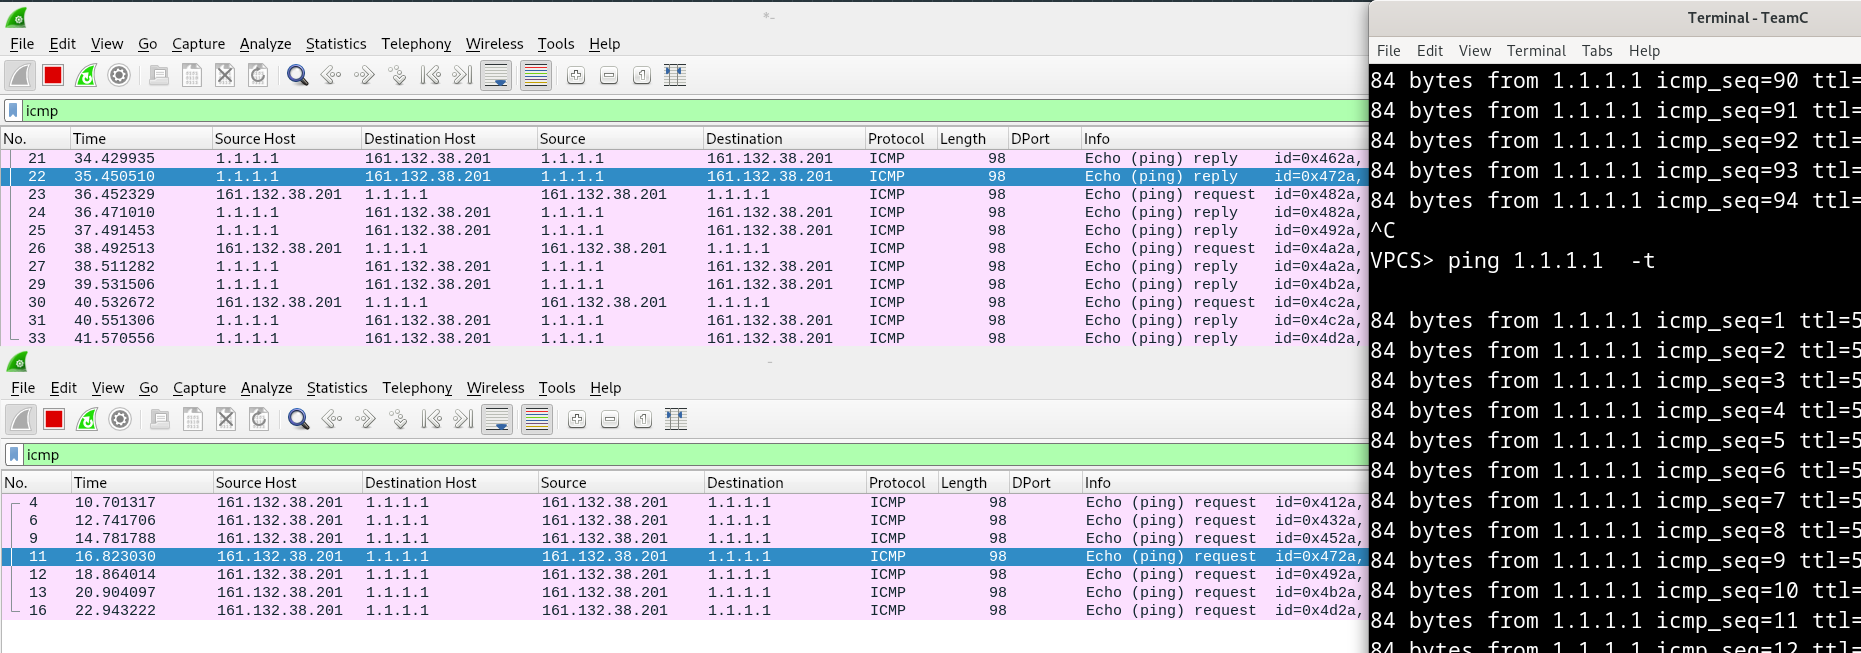 *-
File Edit View Go Capture Analyze Statistics Telephony Wireless Tools Help
icmp
No. Time Source Host Destination Host Source Destination Protocol Length DPort Info
21 34.429935 1.1.1.1 161.132.38.201 1.1.1.1 161.132.38.201 ICMP 98 Echo (ping) reply id=0x462a,
22 35.450510 1.1.1.1 161.132.38.201 1.1.1.1 161.132.38.201 ICMP 98 Echo (ping) reply id=0x472a,
23 36.452329 161.132.38.201 1.1.1.1 161.132.38.201 1.1.1.1 ICMP 98 Echo (ping) request id=0x482a,
24 36.471010 1.1.1.1 161.132.38.201 1.1.1.1 161.132.38.201 ICMP 98 Echo (ping) reply id=0x482a,
25 37.491453 1.1.1.1 161.132.38.201 1.1.1.1 161.132.38.201 ICMP 98 Echo (ping) reply id=0x492a,
26 38.492513 161.132.38.201 1.1.1.1 161.132.38.201 1.1.1.1 ICMP 98 Echo (ping) request id=0x4a2a,
27 38.511282 1.1.1.1 161.132.38.201 1.1.1.1 161.132.38.201 ICMP 98 Echo (ping) reply id=0x4a2a,
29 39.531506 1.1.1.1 161.132.38.201 1.1.1.1 161.132.38.201 ICMP 98 Echo (ping) reply id=0x4b2a,
30 40.532672 161.132.38.201 1.1.1.1 161.132.38.201 1.1.1.1 ICMP 98 Echo (ping) request id=0x4c2a,
31 40.551306 1.1.1.1 161.132.38.201 1.1.1.1 161.132.38.201 ICMP 98 Echo (ping) reply id=0x4c2a,
33 41.570556 1.1.1.1 161.132.38.201 1.1.1.1 161.132.38.201 ICMP 98 Echo (ping) reply id=0x4d2a,
-
File Edit View Go Capture Analyze Statistics Telephony Wireless Tools Help
icmp
No. Time Source Host Destination Host Source Destination Protocol Length DPort Info
4 10.701317 161.132.38.201 1.1.1.1 161.132.38.201 1.1.1.1 ICMP 98 Echo (ping) request id=0x412a,
6 12.741706 161.132.38.201 1.1.1.1 161.132.38.201 1.1.1.1 ICMP 98 Echo (ping) request id=0x432a,
9 14.781788 161.132.38.201 1.1.1.1 161.132.38.201 1.1.1.1 ICMP 98 Echo (ping) request id=0x452a,
11 16.823030 161.132.38.201 1.1.1.1 161.132.38.201 1.1.1.1 ICMP 98 Echo (ping) request id=0x472a,
12 18.864014 161.132.38.201 1.1.1.1 161.132.38.201 1.1.1.1 ICMP 98 Echo (ping) request id=0x492a,
13 20.904097 161.132.38.201 1.1.1.1 161.132.38.201 1.1.1.1 ICMP 98 Echo (ping) request id=0x4b2a,
16 22.943222 161.132.38.201 1.1.1.1 161.132.38.201 1.1.1.1 ICMP 98 Echo (ping) request id=0x4d2a,
Terminal - TeamC
File Edit View Terminal Tabs Help
84 bytes from 1.1.1.1 icmp_seq=90 ttl=
84 bytes from 1.1.1.1 icmp_seq=91 ttl=
84 bytes from 1.1.1.1 icmp_seq=92 ttl=
84 bytes from 1.1.1.1 icmp_seq=93 ttl=
84 bytes from 1.1.1.1 icmp_seq=94 ttl=
^C
VPCS> ping 1.1.1.1 -t
84 bytes from 1.1.1.1 icmp_seq=1 ttl=5
84 bytes from 1.1.1.1 icmp_seq=2 ttl=5
84 bytes from 1.1.1.1 icmp_seq=3 ttl=5
84 bytes from 1.1.1.1 icmp_seq=4 ttl=5
84 bytes from 1.1.1.1 icmp_seq=5 ttl=5
84 bytes from 1.1.1.1 icmp_seq=6 ttl=5
84 bytes from 1.1.1.1 icmp_seq=7 ttl=5
84 bytes from 1.1.1.1 icmp_seq=8 ttl=5
84 bytes from 1.1.1.1 icmp_seq=9 ttl=5
84 bytes from 1.1.1.1 icmp_seq=10 ttl=
84 bytes from 1.1.1.1 icmp_seq=11 ttl=
84 bytes from 1.1.1.1 icmp_seq=12 ttl=